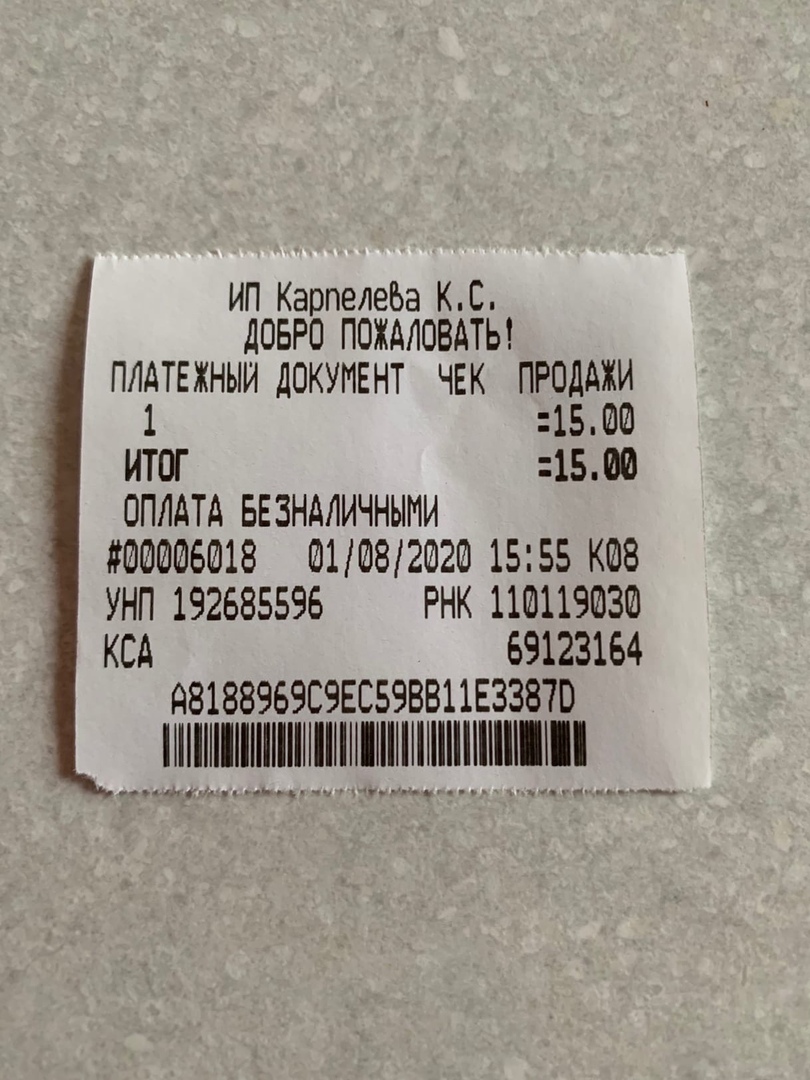 ИП Карпелева К.С.
ДОБРО ПОЖАЛОВАТЬ!
ПЛАТЕЖНЫЙ ДОКУМЕНТ ЧЕК ПРОДАЖИ
1 =15.00
ИТОГ =15.00
ОПЛАТА БЕЗНАЛИЧНЫМИ
#00006018 01/08/2020 15:55 К08
УНП 192685596 РНК 110119030
КСА 69123164
A8188969C9EC59BB11E3387D